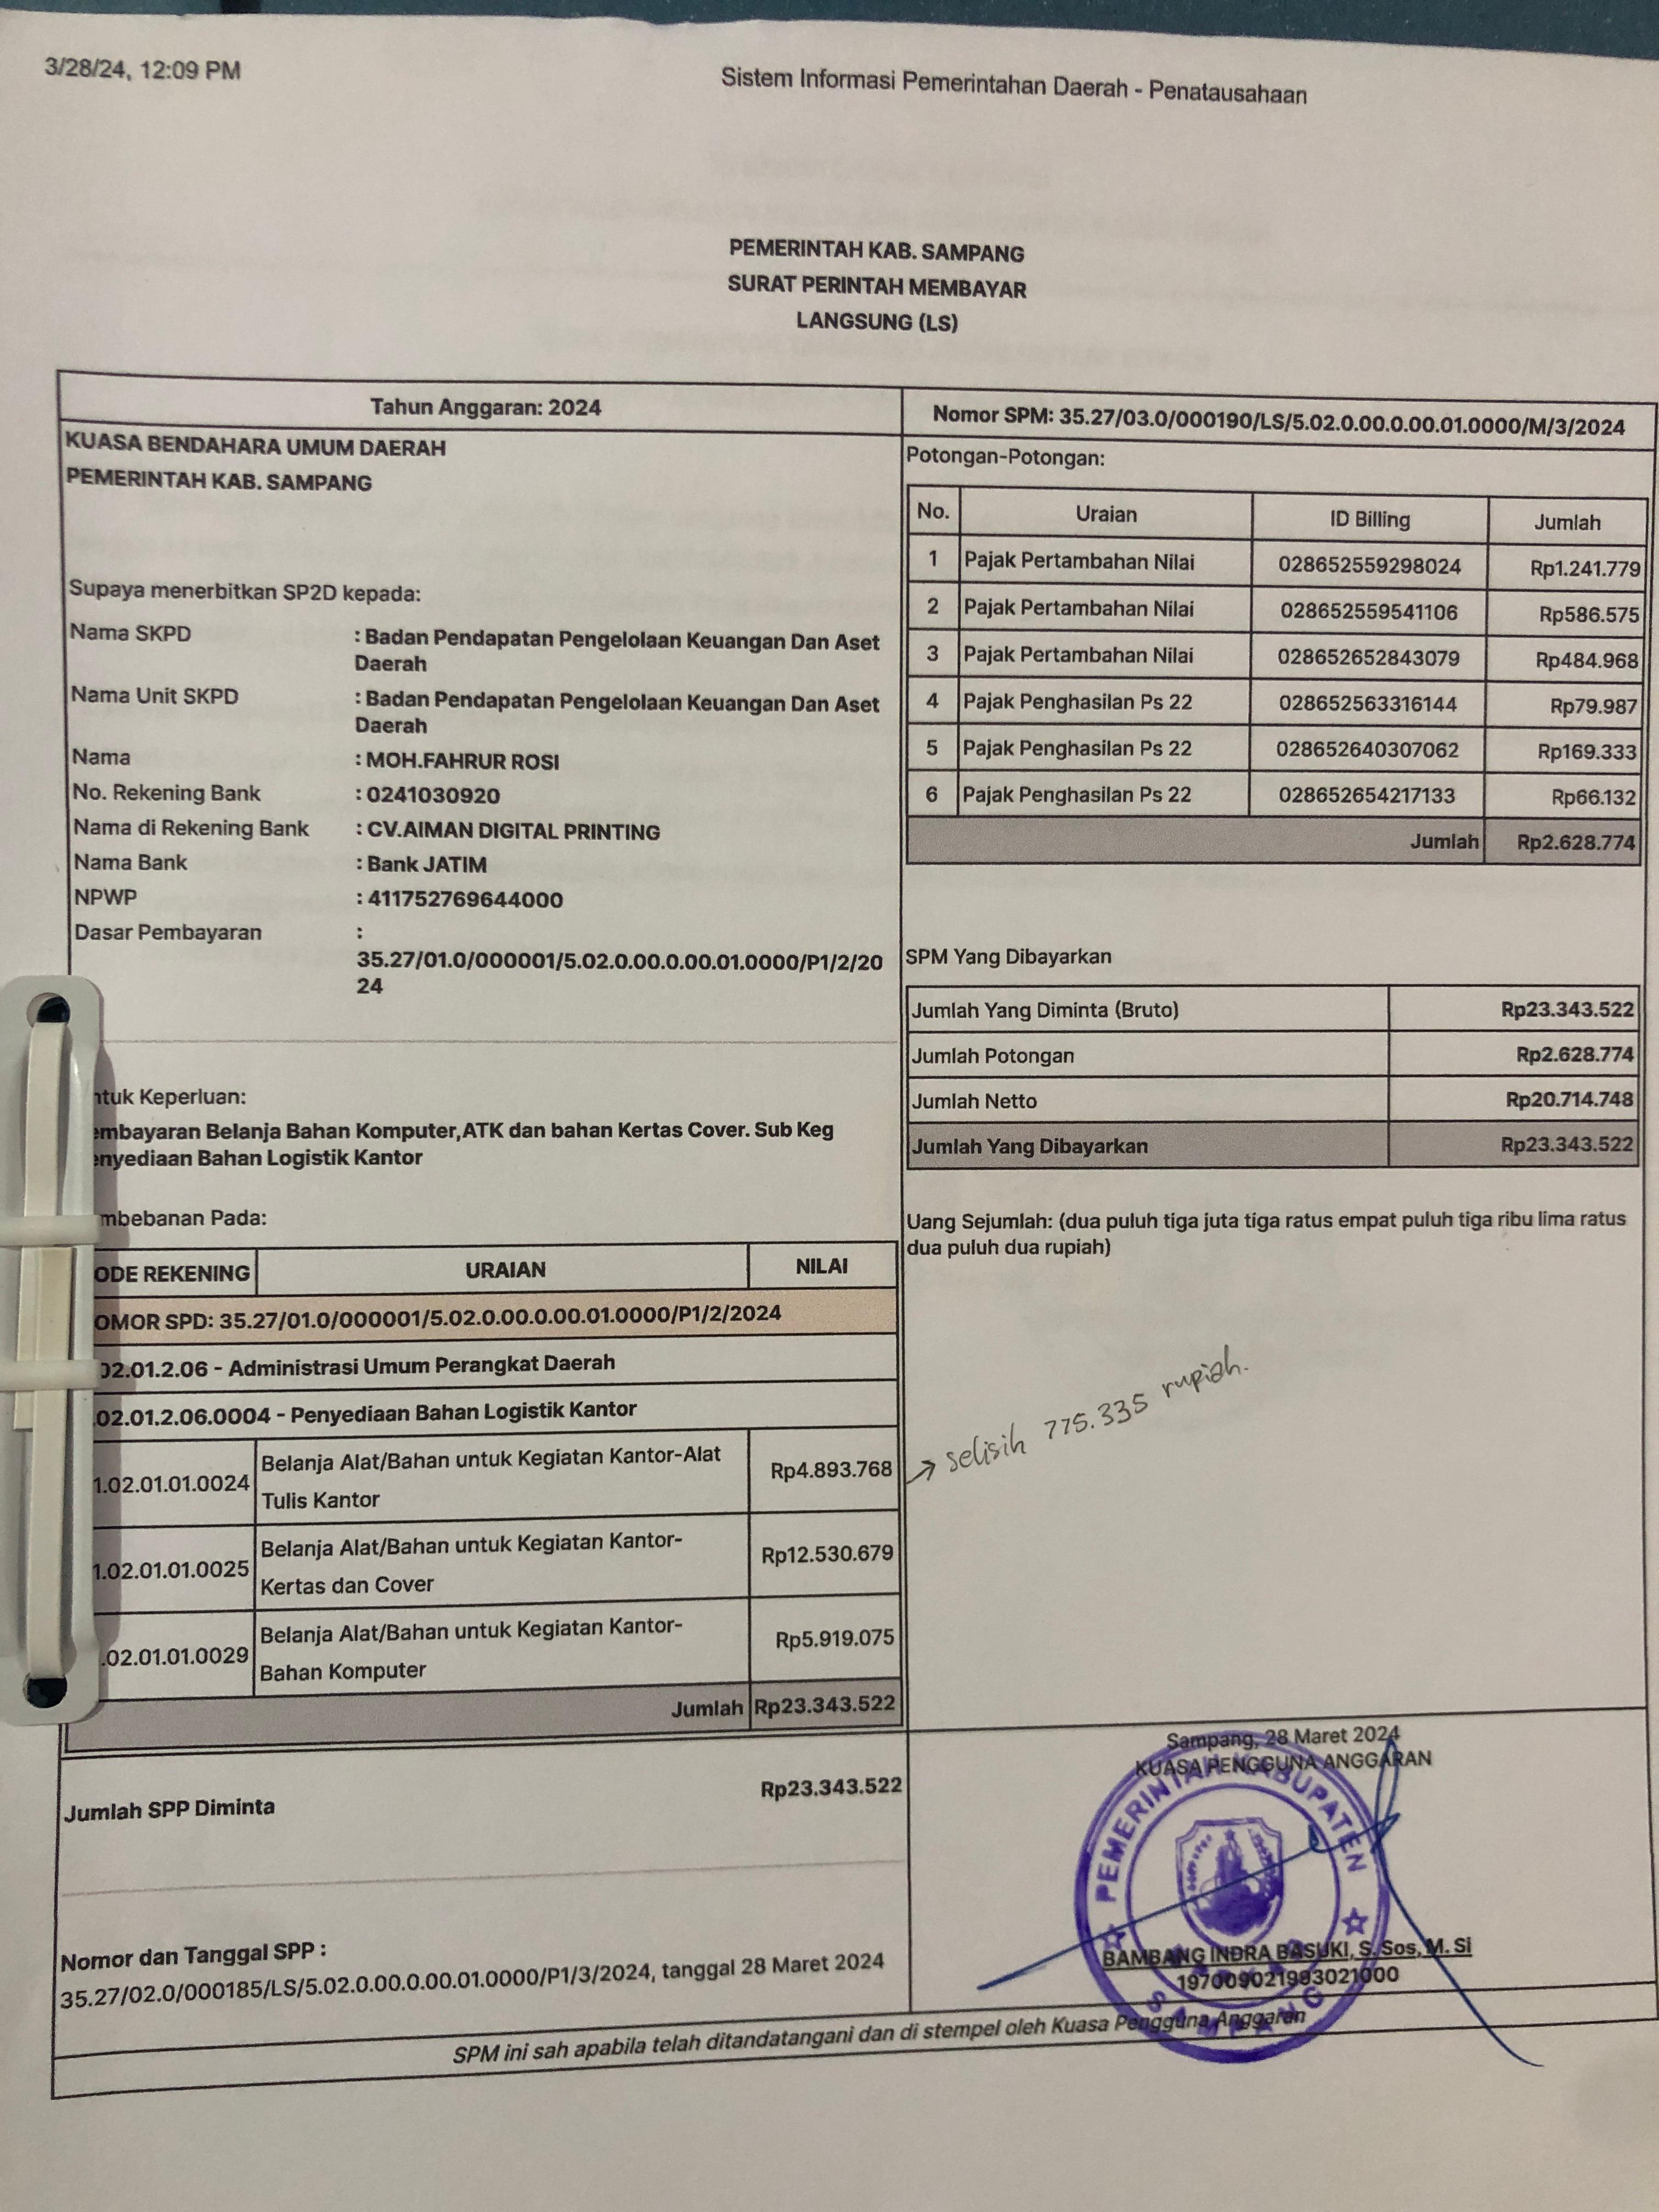 3/28/24, 12:09 PM
Sistem Informasi Pemerintahan Daerah - Penatausahaan
PEMERINTAH KAB. SAMPANG
SURAT PERINTAH MEMBAYAR
LANGSUNG (LS)
Tahun Anggaran: 2024
Nomor SPM: 35.27/03.0/000190/LS/5.02.0.00.0.00.01.0000/M/3/2024
KUASA BENDAHARA UMUM DAERAH
PEMERINTAH KAB. SAMPANG
Supaya menerbitkan SP2D kepada:
Nama SKPD : Badan Pendapatan Pengelolaan Keuangan Dan Aset
Daerah
Nama Unit SKPD : Badan Pendapatan Pengelolaan Keuangan Dan Aset
Daerah
Nama : MOH.FAHRUR ROSI
No. Rekening Bank : 0241030920
Nama di Rekening Bank : CV.AIMAN DIGITAL PRINTING
Nama Bank : Bank JATIM
NPWP : 411752769644000
Dasar Pembayaran :
35.27/01.0/000001/5.02.0.00.0.00.01.0000/P1/2/20
24
ntuk Keperluan:
embayaran Belanja Bahan Komputer,ATK dan bahan Kertas Cover. Sub Keg
enyediaan Bahan Logistik Kantor
mbebanan Pada:
ODE REKENING URAIAN NILAI
OMOR SPD: 35.27/01.0/000001/5.02.0.00.0.00.01.0000/P1/2/2024
02.01.2.06 - Administrasi Umum Perangkat Daerah
.02.01.2.06.0004 - Penyediaan Bahan Logistik Kantor
1.02.01.01.0024 Belanja Alat/Bahan untuk Kegiatan Kantor-Alat Rp4.893.768
Tulis Kantor
1.02.01.01.0025 Belanja Alat/Bahan untuk Kegiatan Kantor- Rp12.530.679
Kertas dan Cover
.02.01.01.0029 Belanja Alat/Bahan untuk Kegiatan Kantor- Rp5.919.075
Bahan Komputer
Jumlah Rp23.343.522
Jumlah SPP Diminta Rp23.343.522
Nomor dan Tanggal SPP :
35.27/02.0/000185/LS/5.02.0.00.0.00.01.0000/P1/3/2024, tanggal 28 Maret 2024
Potongan-Potongan:
No. Uraian ID Billing Jumlah
1 Pajak Pertambahan Nilai 028652559298024 Rp1.241.779
2 Pajak Pertambahan Nilai 028652559541106 Rp586.575
3 Pajak Pertambahan Nilai 028652652843079 Rp484.968
4 Pajak Penghasilan Ps 22 028652563316144 Rp79.987
5 Pajak Penghasilan Ps 22 028652640307062 Rp169.333
6 Pajak Penghasilan Ps 22 028652654217133 Rp66.132
Jumlah Rp2.628.774
SPM Yang Dibayarkan
Jumlah Yang Diminta (Bruto) Rp23.343.522
Jumlah Potongan Rp2.628.774
Jumlah Netto Rp20.714.748
Jumlah Yang Dibayarkan Rp23.343.522
Uang Sejumlah: (dua puluh tiga juta tiga ratus empat puluh tiga ribu lima ratus
dua puluh dua rupiah)
→ selisih 775.335 rupiah.
Sampang, 28 Maret 2024
KUASA PENGGUNA ANGGARAN
PEMERINTAH KABUPATEN
SAMPANG
BAMBANG INDRA BASUKI, S. Sos, M. Si
197009021993021000
SPM ini sah apabila telah ditandatangani dan di stempel oleh Kuasa Pengguna Anggaran